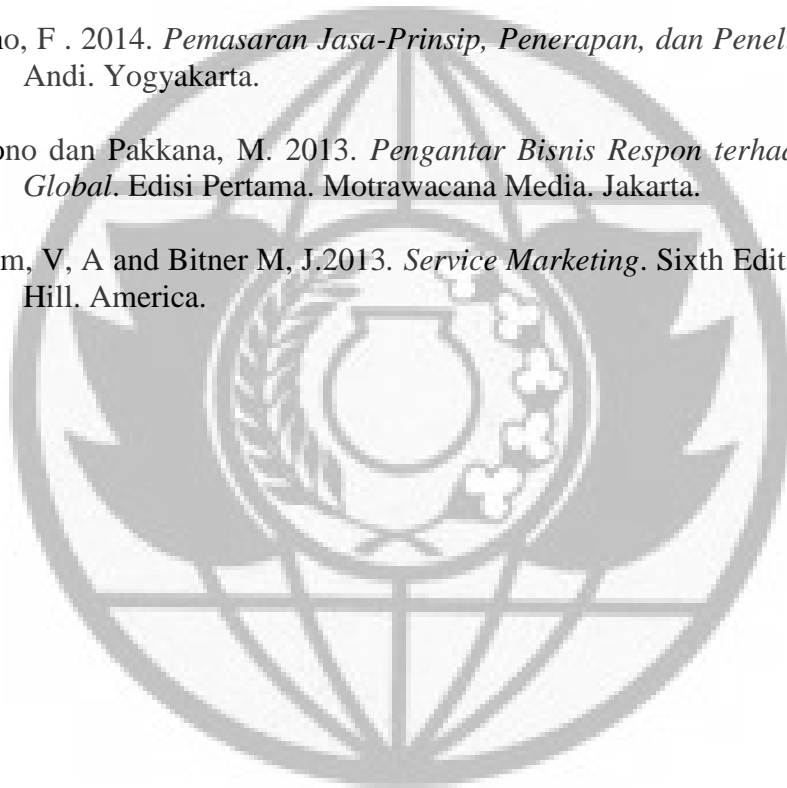 no, F . 2014. Pemasaran Jasa-Prinsip, Penerapan, dan Penel
Andi. Yogyakarta.
ono dan Pakkana, M. 2013. Pengantar Bisnis Respon terhad
Global. Edisi Pertama. Motrawacana Media. Jakarta.
m, V, A and Bitner M, J.2013. Service Marketing. Sixth Edit
Hill. America.